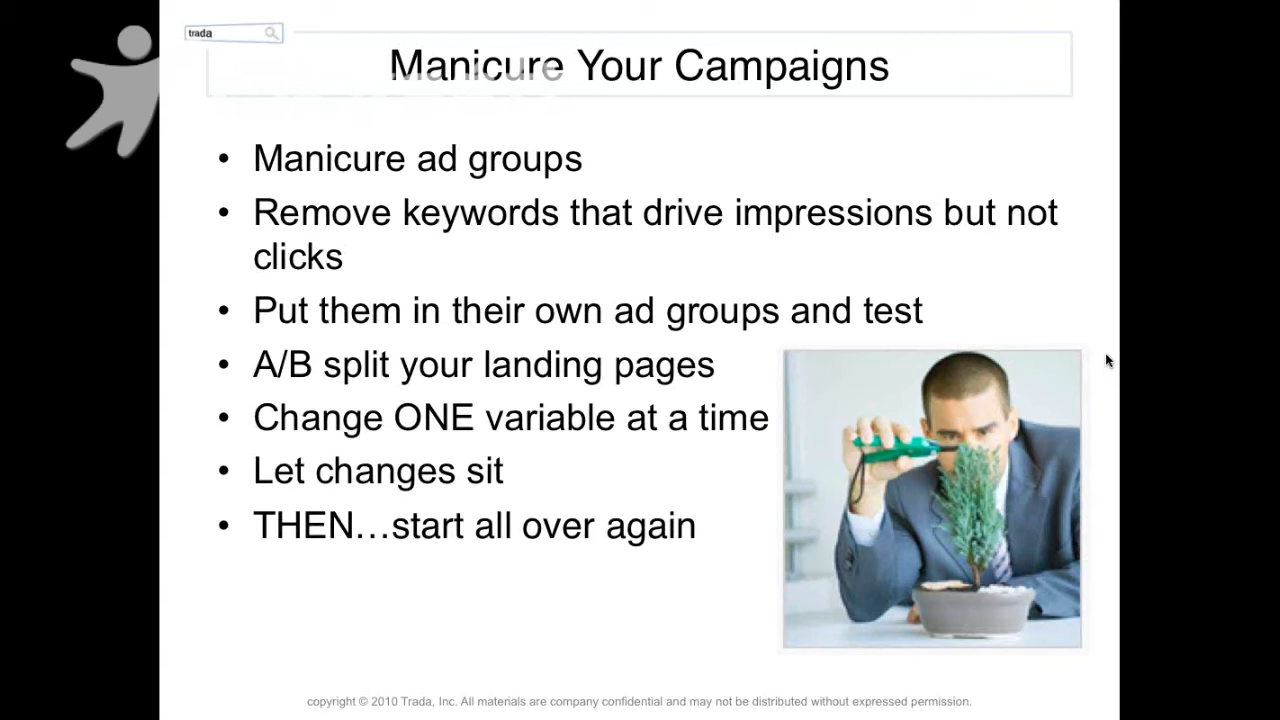 trada
Manicure Your Campaigns
• Manicure ad groups
• Remove keywords that drive impressions but not
clicks
• Put them in their own ad groups and test
• A/B split your landing pages
• Change ONE variable at a time
• Let changes sit
• THEN…start all over again
copyright © 2010 Trada, Inc. All materials are company confidential and may not be distributed without expressed permission.